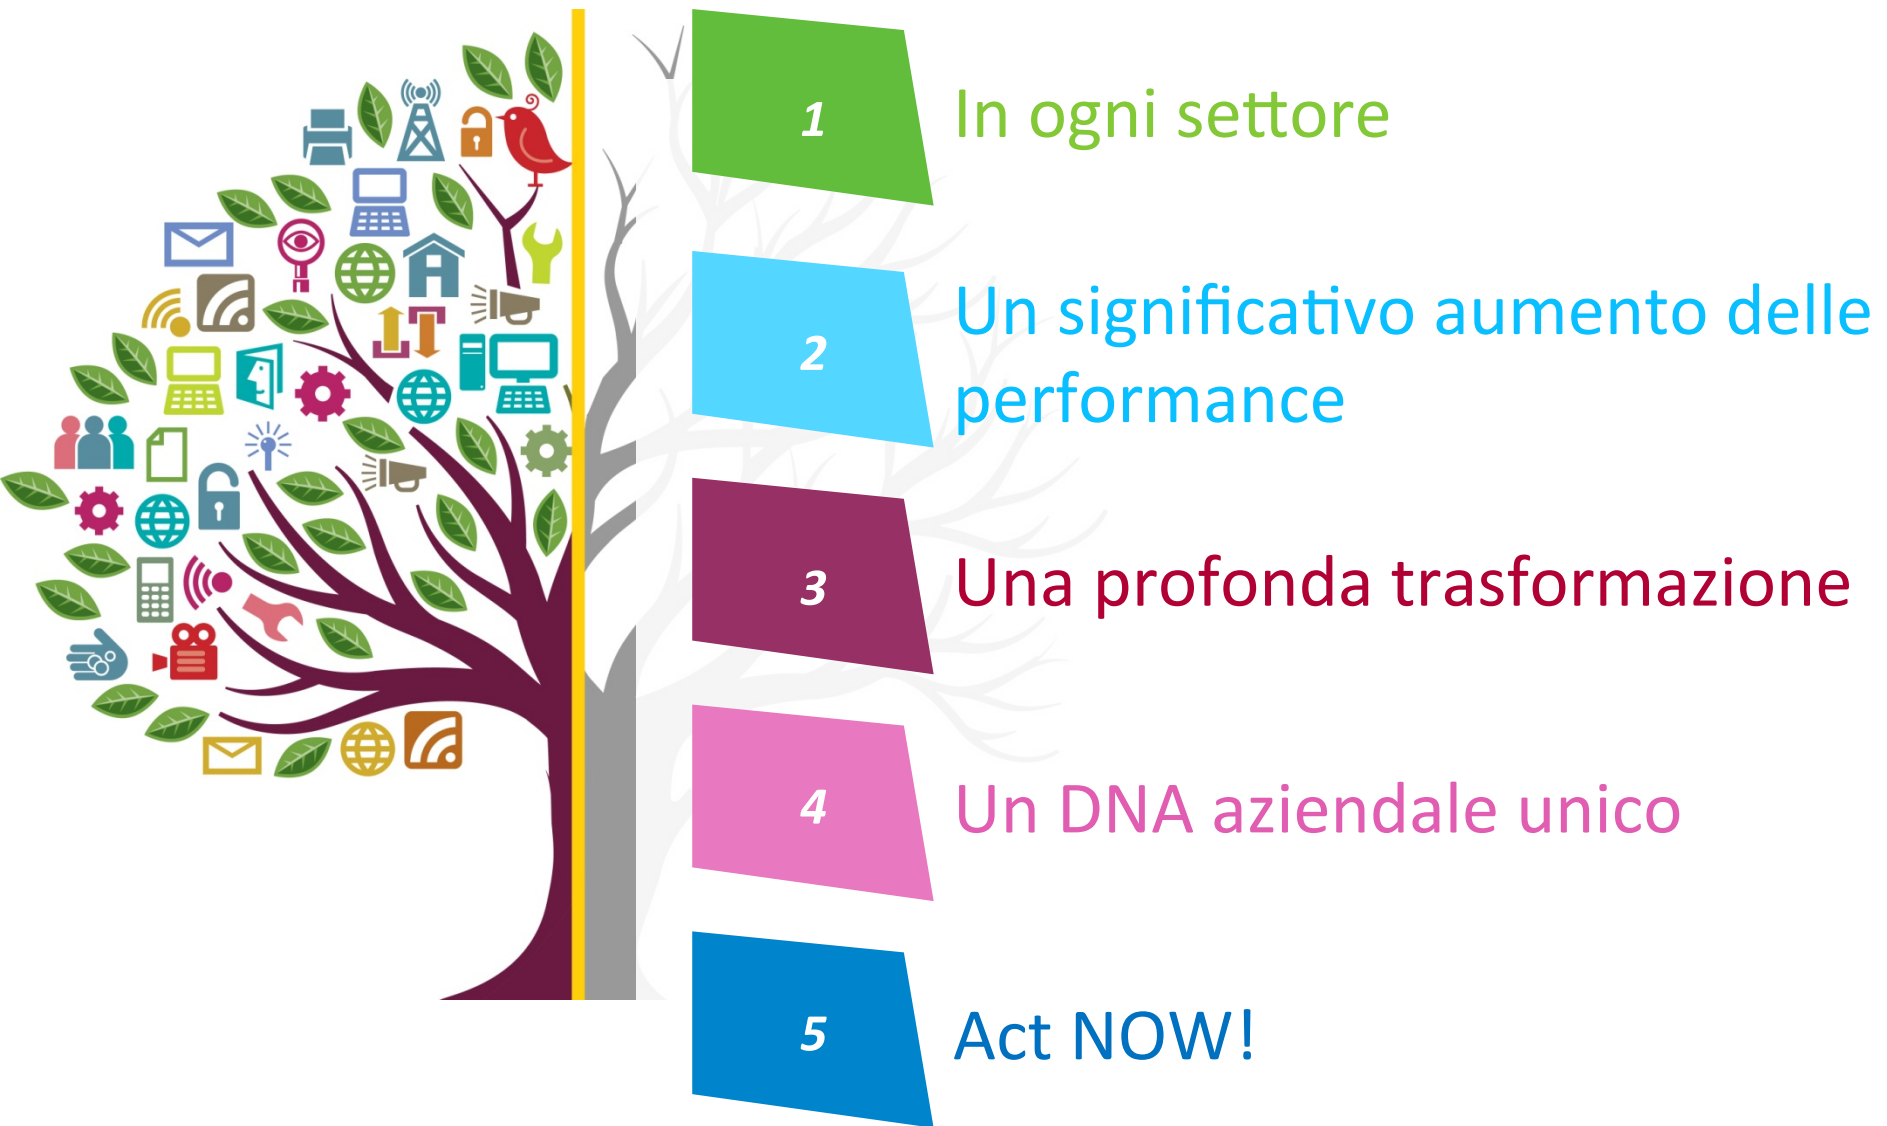 1
In ogni settore
2
Un significativo aumento delle
performance
3
Una profonda trasformazione
4
Un DNA aziendale unico
5
Act NOW!